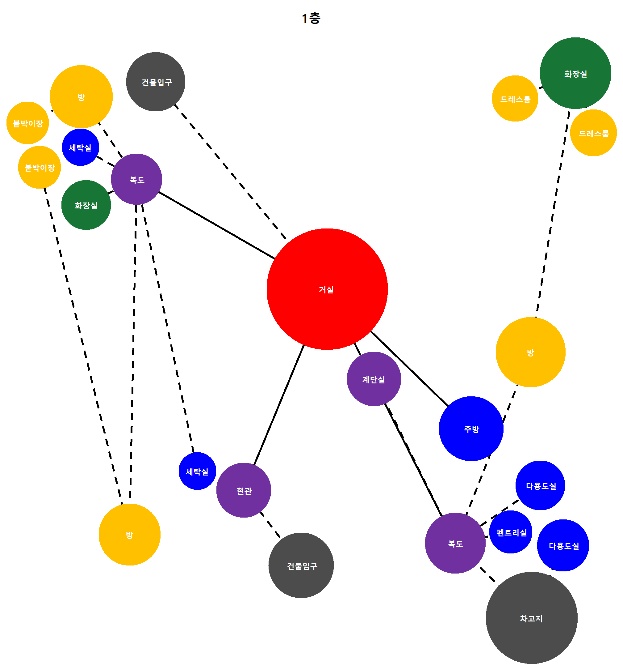 1층
건물입구
화장실
방
드레스룸
붙박이장
드레스룸
세탁실
붙박이장
복도
화장실
거실
방
계단실
주방
세탁실
현관
다용도실
방
펜트리실
복도
다용도실
건물입구
차고지